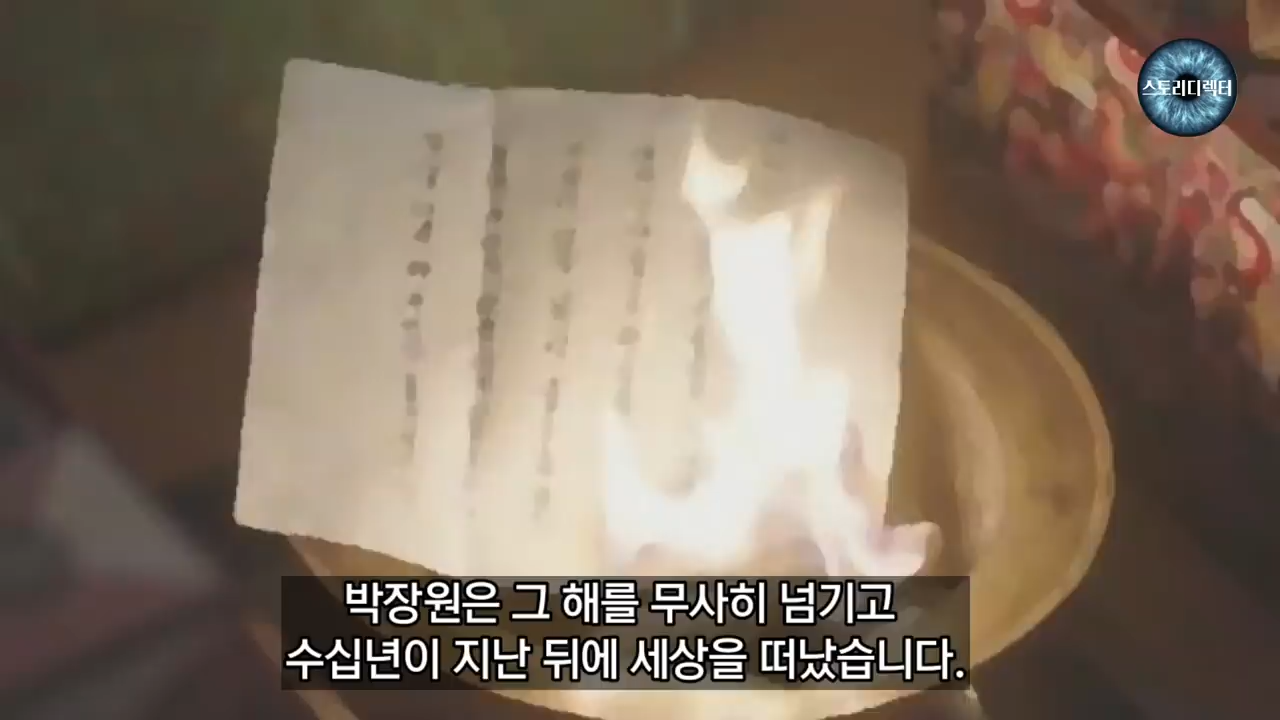 스토리디렉터
박장원은 그 해를 무사히 넘기고
수십년이 지난 뒤에 세상을 떠났습니다.